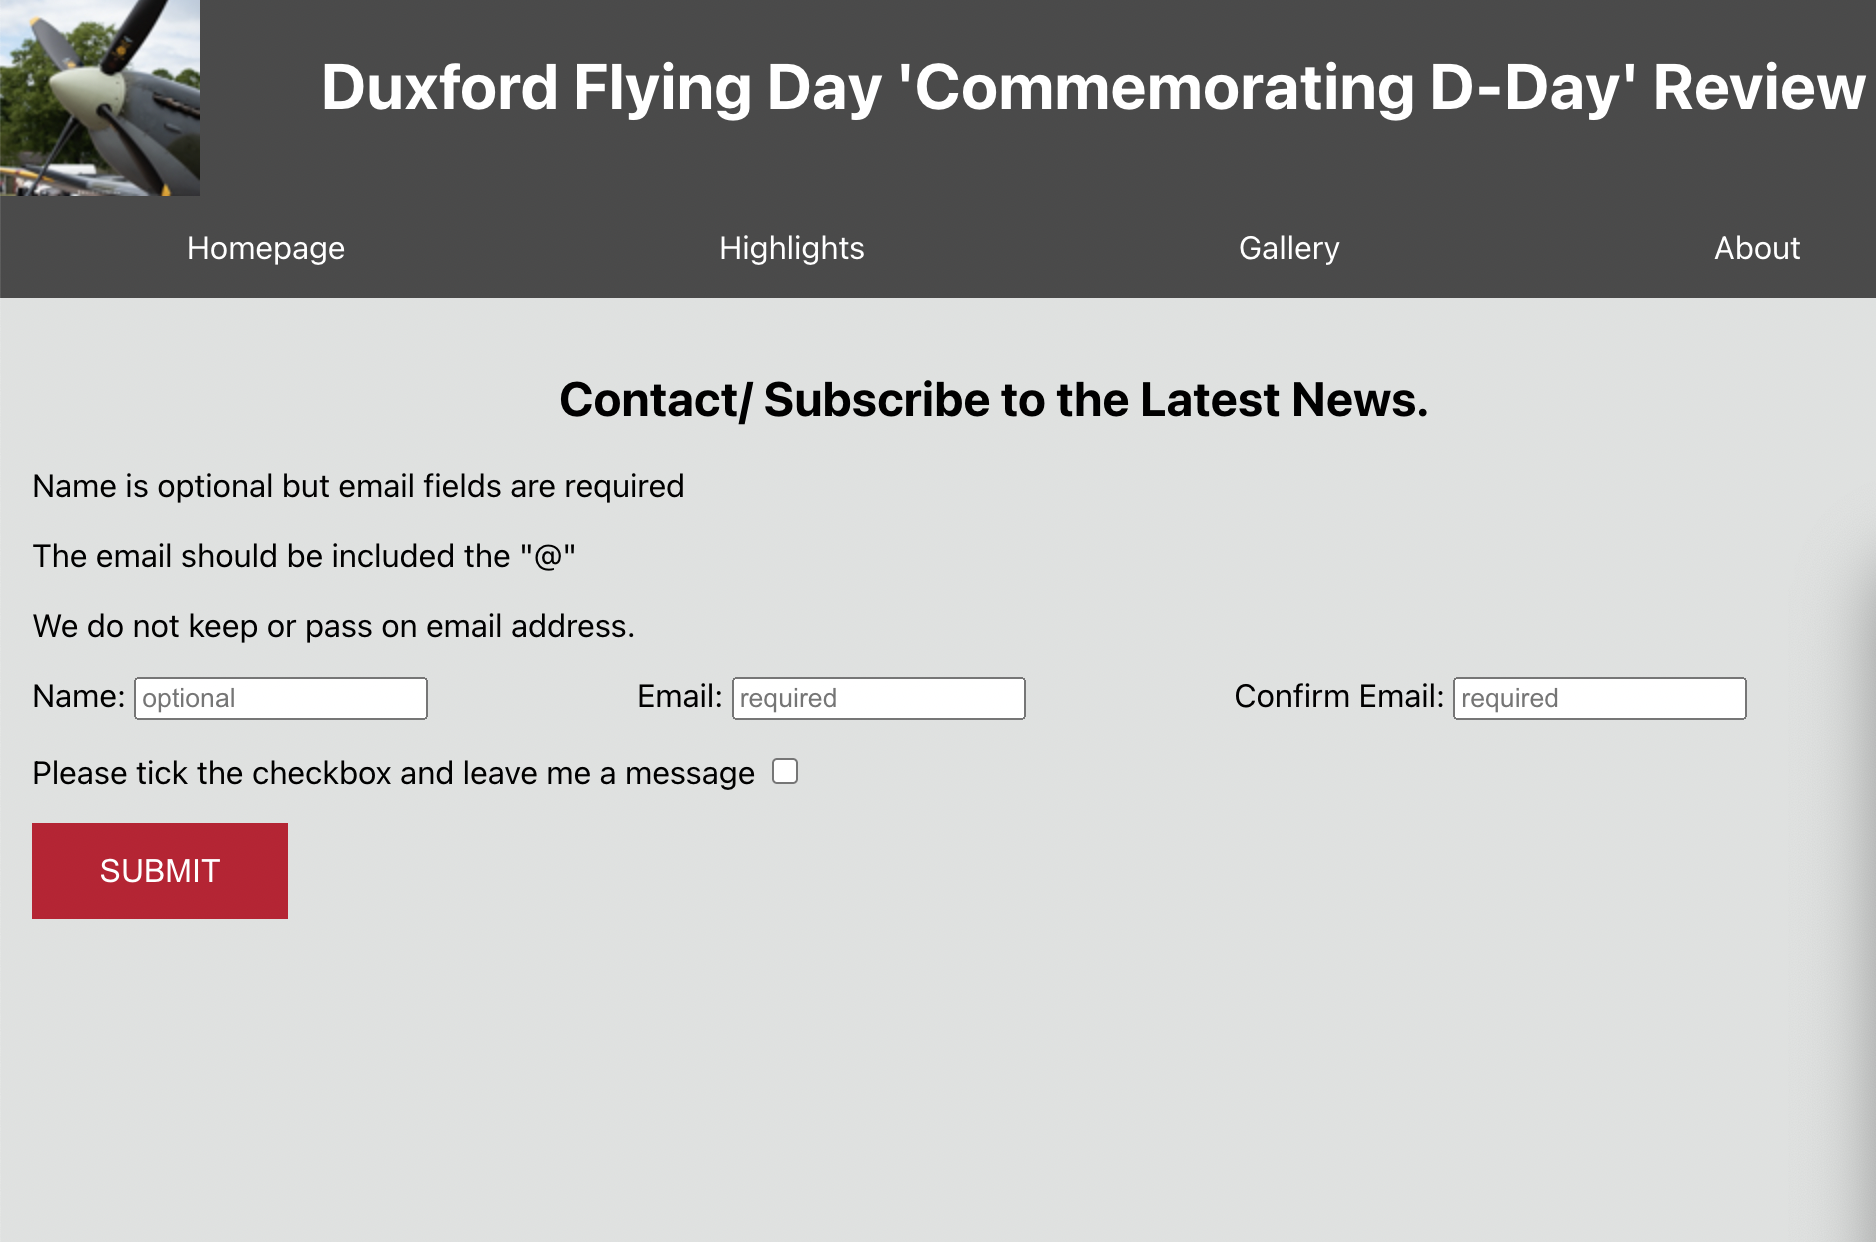 Duxford Flying Day 'Commemorating D-Day' Review
Homepage Highlights Gallery About
Contact/ Subscribe to the Latest News.
Name is optional but email fields are required
The email should be included the "@"
We do not keep or pass on email address.
Name: optional Email: required Confirm Email: required
Please tick the checkbox and leave me a message
SUBMIT